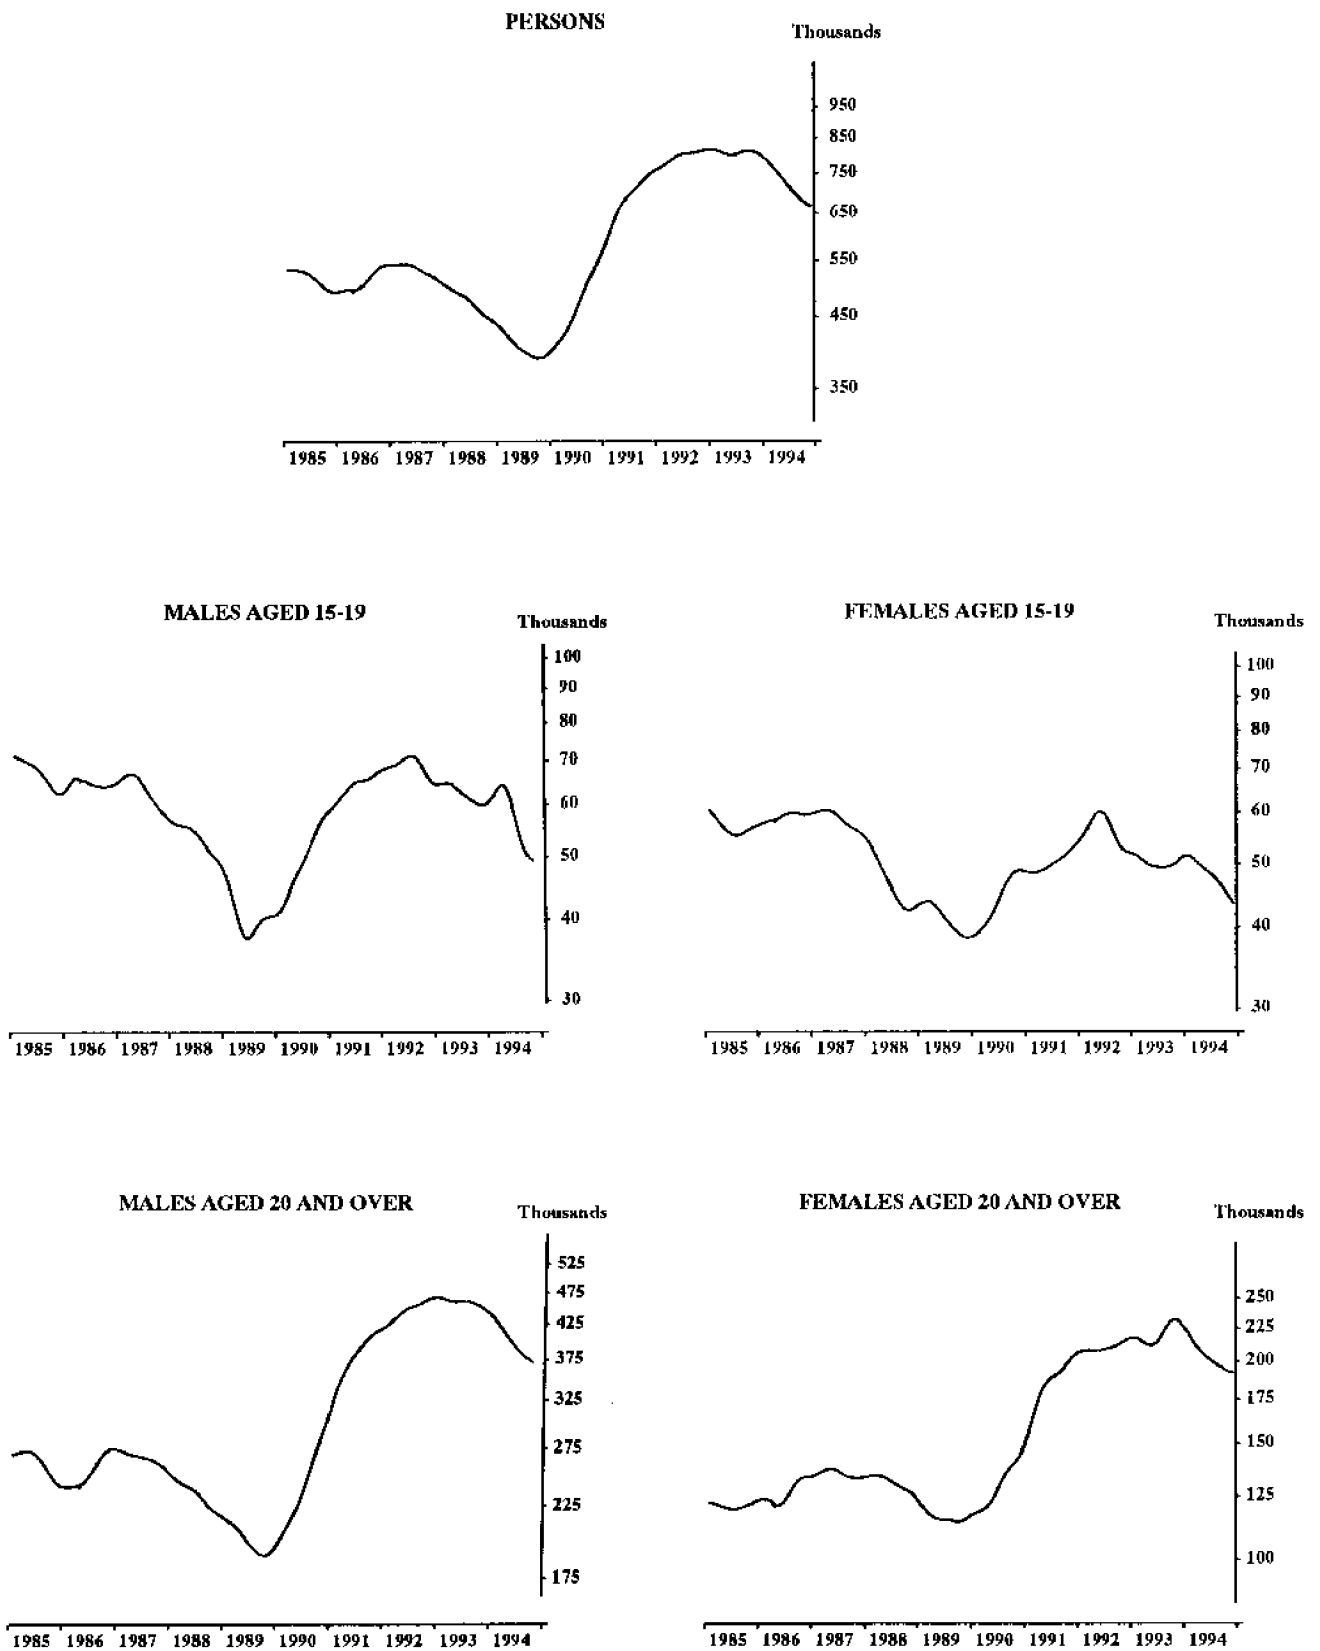 PERSONS
Thousands
950
850
750
650
550
450
350
1985 1986 1987 1988 1989 1990 1991 1992 1993 1994
MALES AGED 15-19
Thousands
100
90
80
70
60
50
40
30
1985 1986 1987 1988 1989 1990 1991 1992 1993 1994
FEMALES AGED 15-19
Thousands
100
90
80
70
60
50
40
30
1985 1986 1987 1988 1989 1990 1991 1992 1993 1994
MALES AGED 20 AND OVER
Thousands
525
475
425
375
325
275
225
175
1985 1986 1987 1988 1989 1990 1991 1992 1993 1994
FEMALES AGED 20 AND OVER
Thousands
250
225
200
175
150
125
100
1985 1986 1987 1988 1989 1990 1991 1992 1993 1994